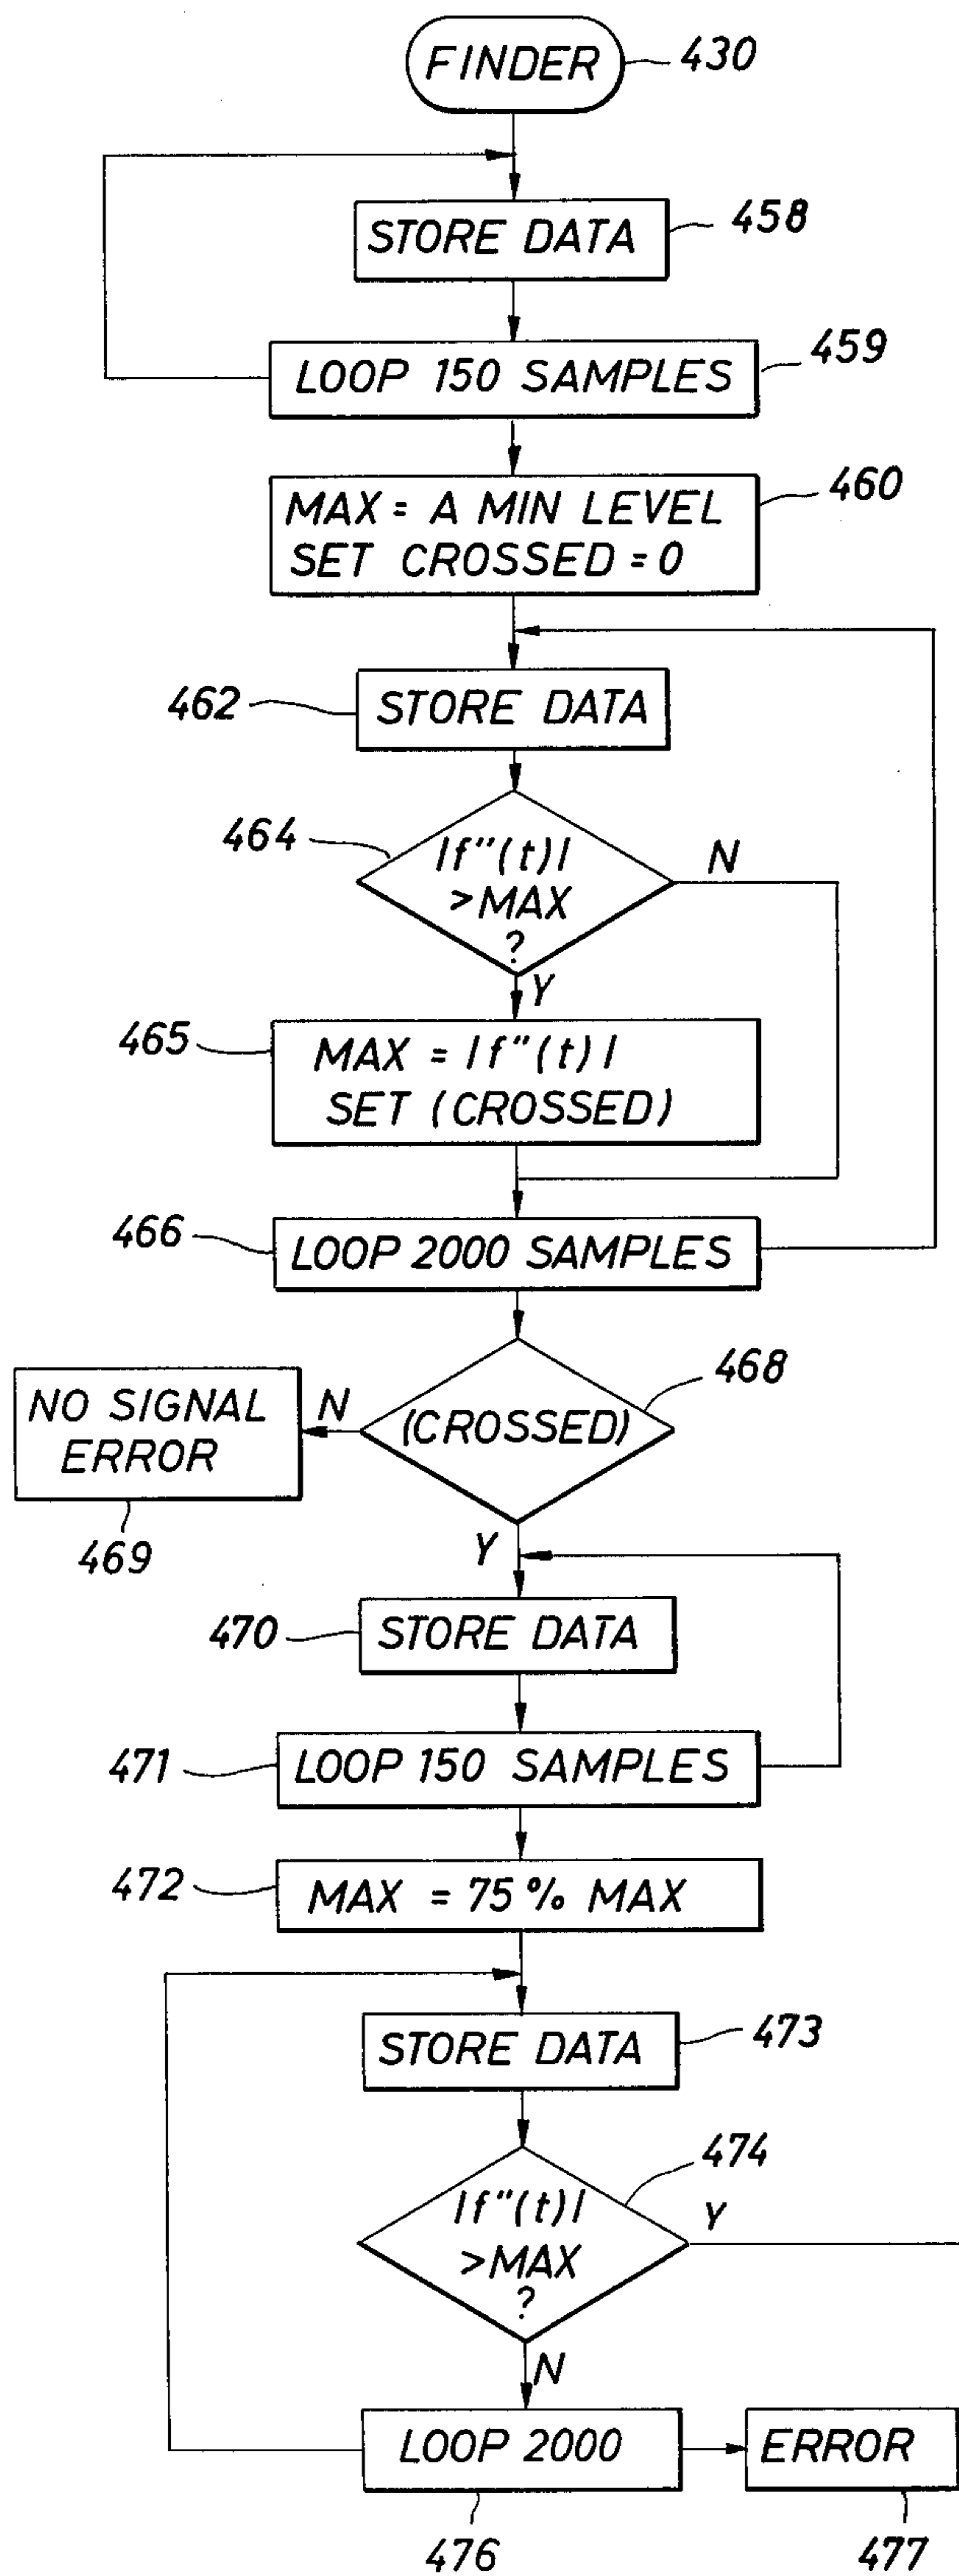 FINDER
430
STORE DATA
458
LOOP 150 SAMPLES
459
MAX = A MIN LEVEL
SET CROSSED = 0
460
462
STORE DATA
464
|f"(t)|
>MAX
?
N
Y
465
MAX = |f"(t)|
SET (CROSSED)
466
LOOP 2000 SAMPLES
468
(CROSSED)
N
NO SIGNAL
ERROR
469
Y
470
STORE DATA
471
LOOP 150 SAMPLES
472
MAX = 75% MAX
STORE DATA
473
474
|f"(t)|
>MAX
?
Y
N
LOOP 2000
ERROR
476
477